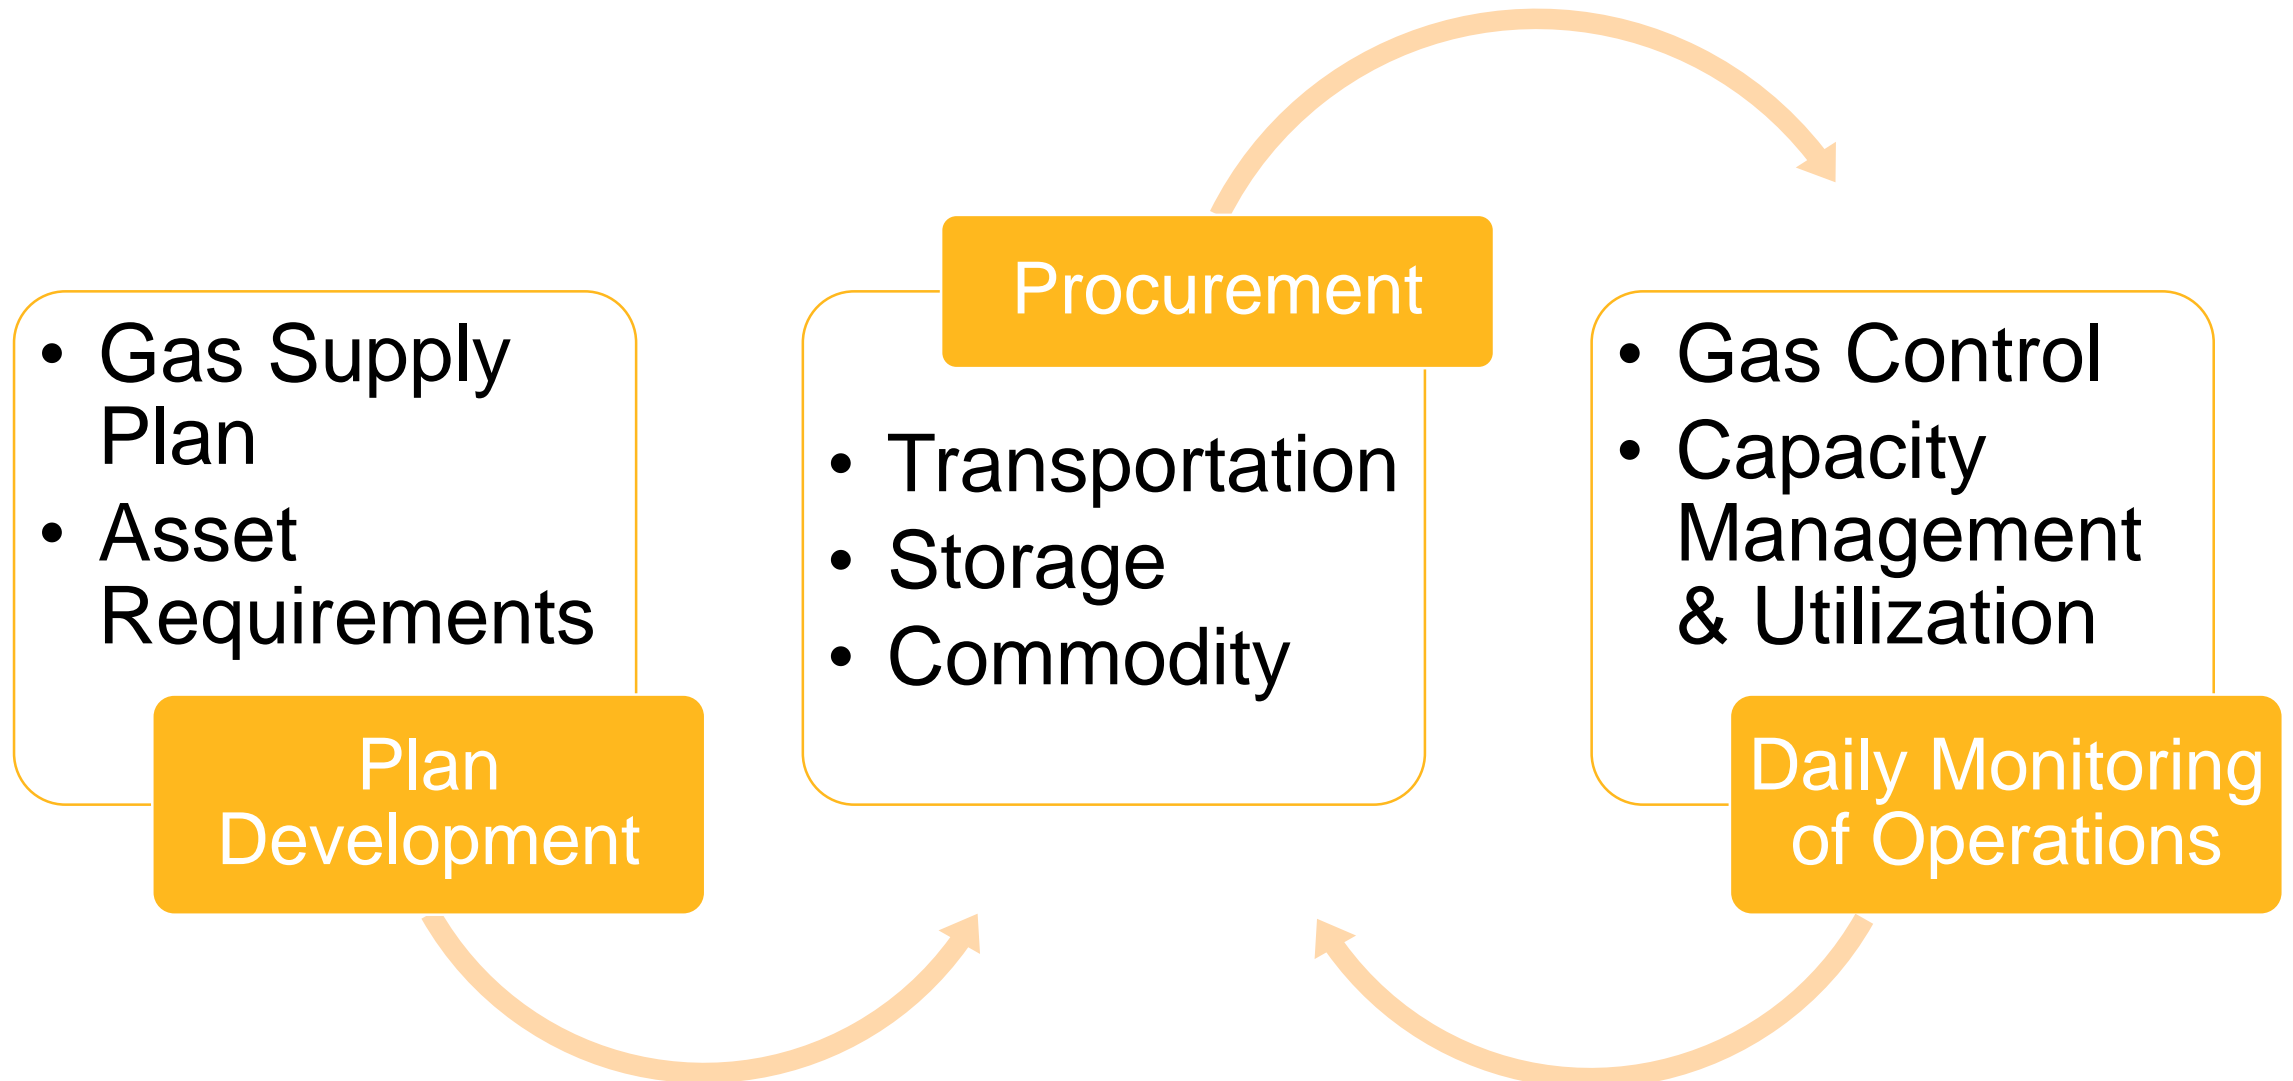 • Gas Supply
Plan
• Asset
Requirements
Plan
Development
Procurement
• Transportation
• Storage
• Commodity
• Gas Control
• Capacity
Management
& Utilization
Daily Monitoring
of Operations